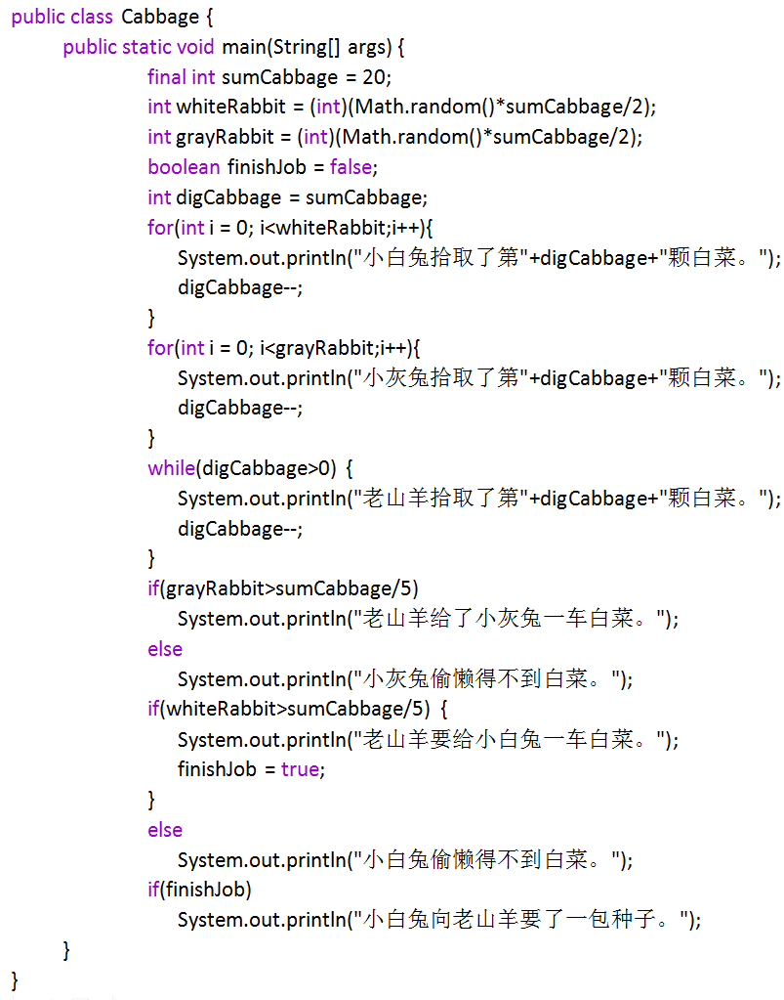 public class Cabbage {
public static void main(String[] args) {
final int sumCabbage = 20;
int whiteRabbit = (int)(Math.random()*sumCabbage/2);
int grayRabbit = (int)(Math.random()*sumCabbage/2);
boolean finishJob = false;
int digCabbage = sumCabbage;
for(int i = 0; i<whiteRabbit;i++){
System.out.println("小白兔拾取了第"+digCabbage+"颗白菜。");
digCabbage--;
}
for(int i = 0; i<grayRabbit;i++){
System.out.println("小灰兔拾取了第"+digCabbage+"颗白菜。");
digCabbage--;
}
while(digCabbage>0) {
System.out.println("老山羊拾取了第"+digCabbage+"颗白菜。");
digCabbage--;
}
if(grayRabbit>sumCabbage/5)
System.out.println("老山羊给了小灰兔一车白菜。");
else
System.out.println("小灰兔偷懒得不到白菜。");
if(whiteRabbit>sumCabbage/5) {
System.out.println("老山羊要给小白兔一车白菜。");
finishJob = true;
}
else
System.out.println("小白兔偷懒得不到白菜。");
if(finishJob)
System.out.println("小白兔向老山羊要了一包种子。");
}
}